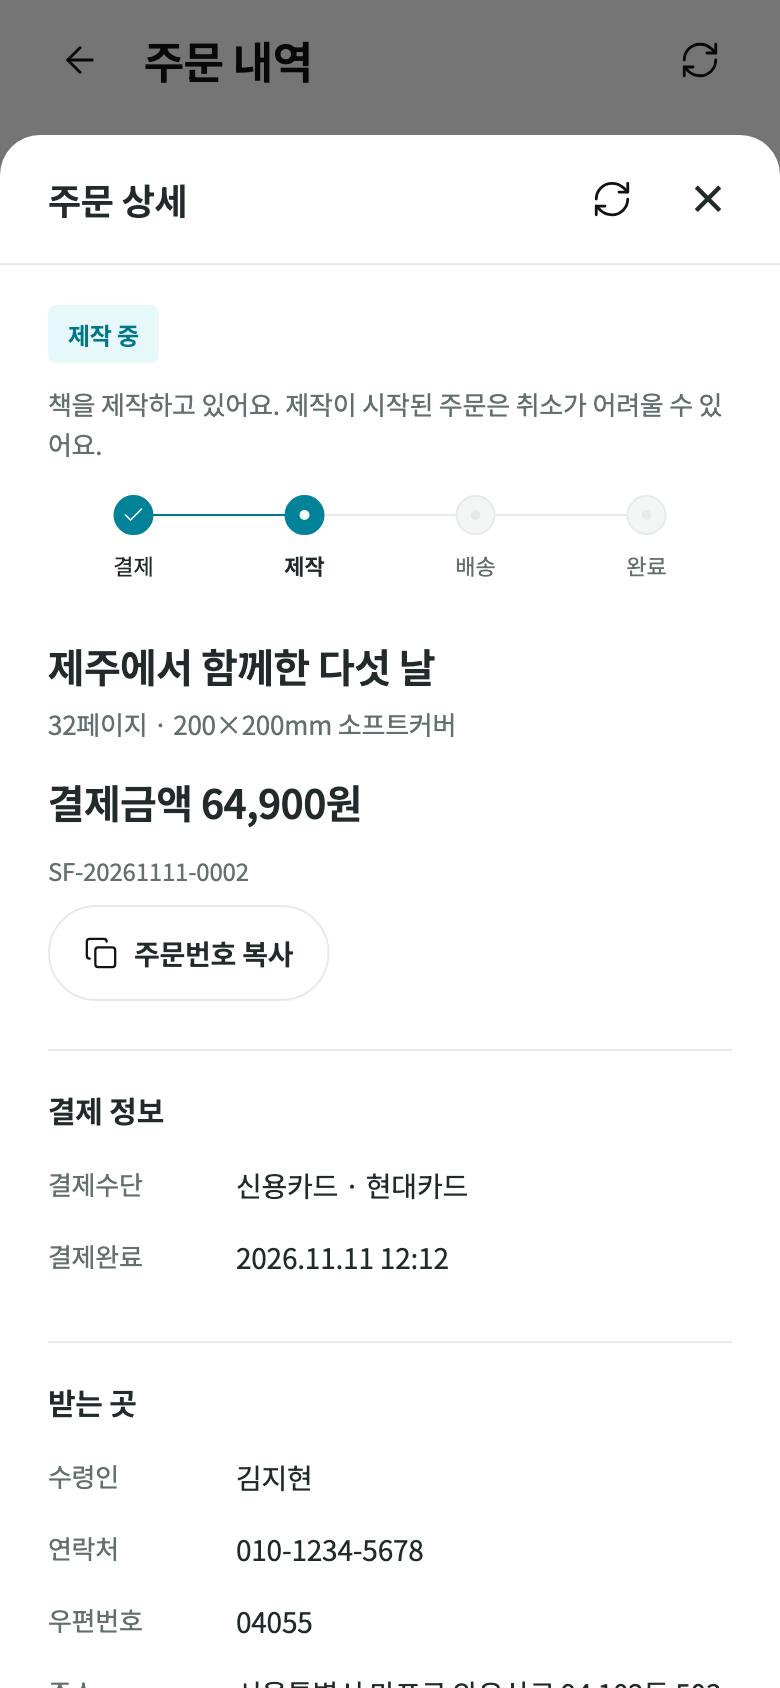 주문 내역
주문 상세
제작 중
책을 제작하고 있어요. 제작이 시작된 주문은 취소가 어려울 수 있
어요.
결제 제작 배송 완료
제주에서 함께한 다섯 날
32페이지 · 200×200mm 소프트커버
결제금액 64,900원
SF-20261111-0002
주문번호 복사
결제 정보
결제수단 신용카드 · 현대카드
결제완료 2026.11.11 12:12
받는 곳
수령인 김지현
연락처 010-1234-5678
우편번호 04055